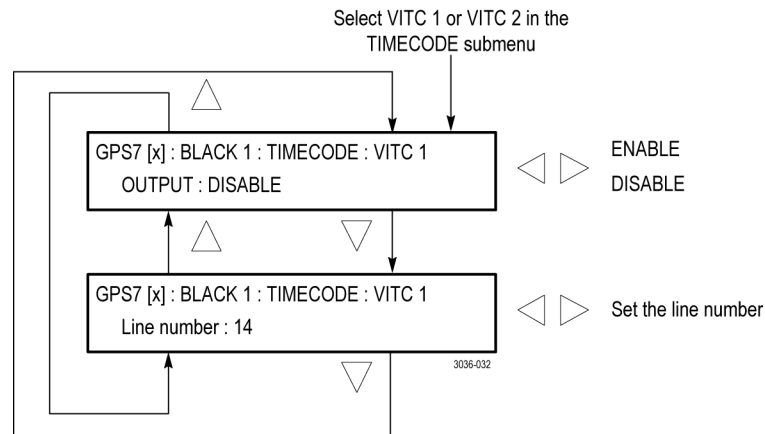 Select VITC 1 or VITC 2 in the
TIMECODE submenu
GPS7 [x] : BLACK 1 : TIMECODE : VITC 1
OUTPUT : DISABLE
ENABLE
DISABLE
GPS7 [x] : BLACK 1 : TIMECODE : VITC 1
Line number : 14
Set the line number
3036-032